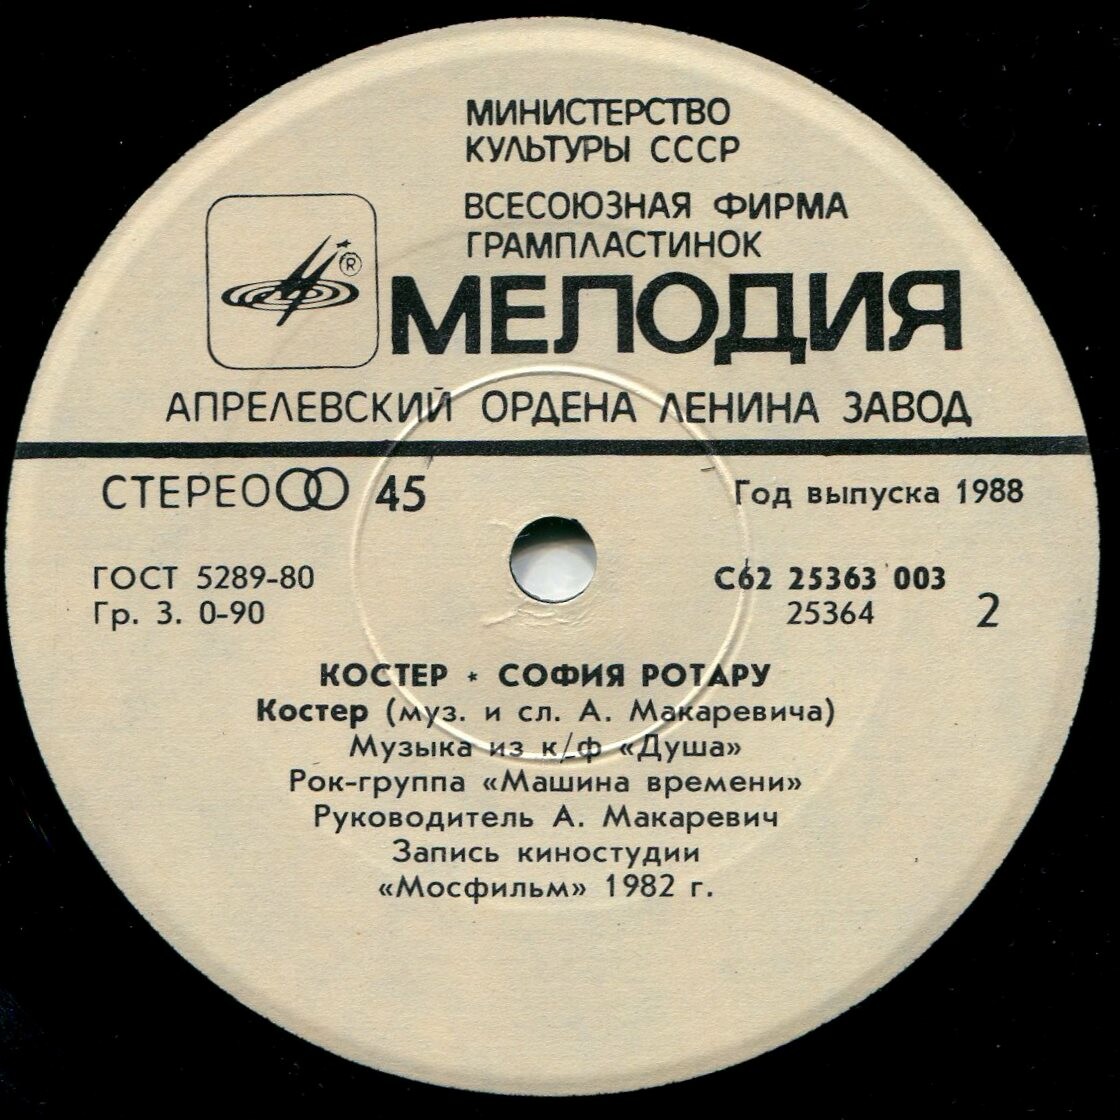 МИНИСТЕРСТВО
КУЛЬТУРЫ СССР
ВСЕСОЮЗНАЯ ФИРМА
ГРАМПЛАСТИНОК
®
МЕЛОДИЯ
АПРЕЛЕВСКИЙ ОРДЕНА ЛЕНИНА ЗАВОД
СТЕРЕО 45
Год выпуска 1988
ГОСТ 5289-80
Гр. 3. 0-90
С62 25363 003
25364
2
КОСТЕР * СОФИЯ РОТАРУ
Костер (муз. и сл. А. Макаревича)
Музыка из к/ф «Душа»
Рок-группа «Машина времени»
Руководитель А. Макаревич
Запись киностудии
«Мосфильм» 1982 г.